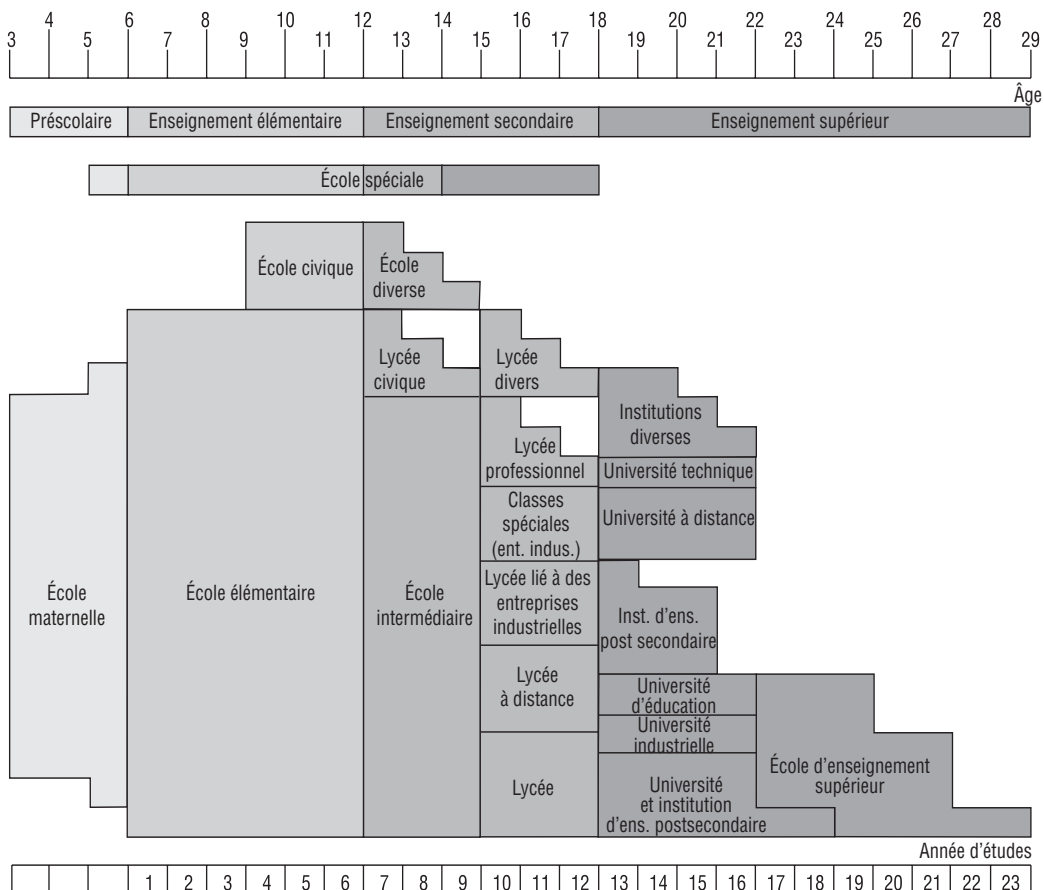 4 6 8 10 12 14 16 18 20 22 24 26 28
3 5 7 9 11 13 15 17 19 21 23 25 27 29
Âge
Préscolaire Enseignement élémentaire Enseignement secondaire Enseignement supérieur
École spéciale
École civique
École
diverse
Lycée
civique
Lycée
divers
Institutions
diverses
Lycée
professionnel
Université technique
Classes
spéciales
(ent. indus.)
Université à distance
École
maternelle
École élémentaire
École
intermédiaire
Lycée lié à des
entreprises
industrielles
Inst. d'ens.
post secondaire
Lycée
à distance
Université
d'éducation
Université
industrielle
Lycée
Université
et institution
d'ens. postsecondaire
École d'enseignement
supérieur
Année d'études
1 2 3 4 5 6 7 8 9 10 11 12 13 14 15 16 17 18 19 20 21 22 23